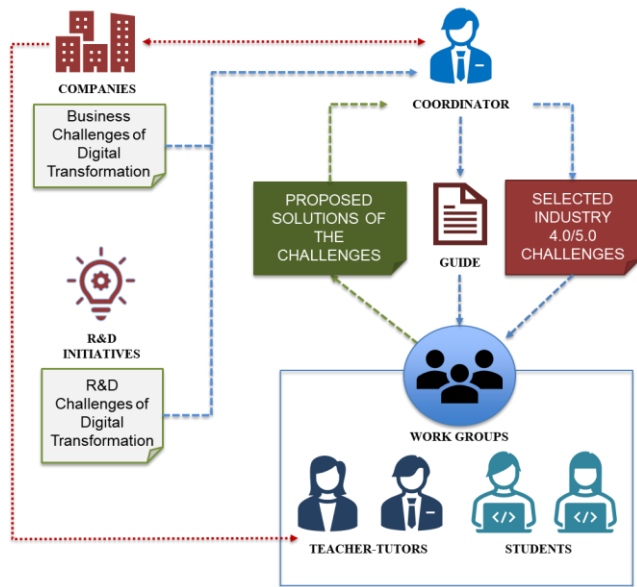 COMPANIES
COORDINATOR
Business
Challenges of
Digital
Transformation
PROPOSED
SOLUTIONS OF
THE
CHALLENGES
GUIDE
SELECTED
INDUSTRY
4.0/5.0
CHALLENGES
R&D
INITIATIVES
R&D
Challenges of
Digital
Transformation
WORK GROUPS
</>
</>
TEACHER-TUTORS
STUDENTS